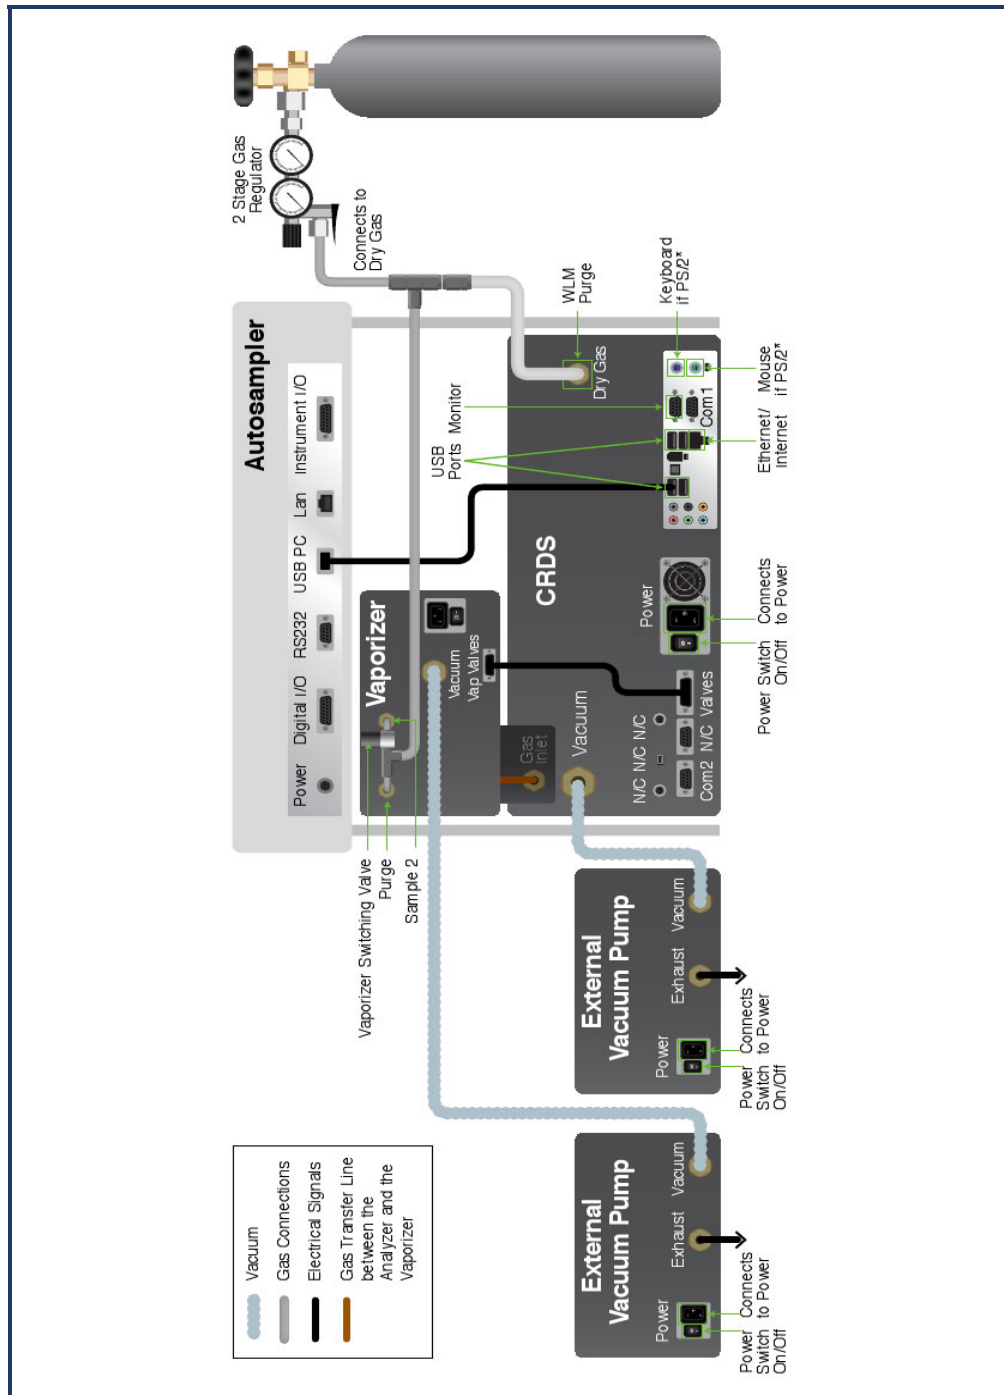 2 Stage Gas
Regulator
Connects to
Dry Gas
Autosampler
Power
Digital I/O
RS232
USB PC
Lan
Instrument I/O
Vaporizer
Vacuum
Vap Valves
Vaporizer Switching Valve
Purge
Sample 2
Gas
Inlet
CRDS
Vacuum
Dry Gas
WLM
Purge
USB
Ports
Monitor
Keyboard
if PS/2*
Mouse
if PS/2*
Ethernet/
Internet
Com1
Power
Connects
to Power
Power Switch
On/Off
N/C
N/C
N/C
Com2
N/C
Valves
External
Vacuum Pump
Power
Exhaust
Vacuum
Power
Switch
On/Off
Connects
to Power
External
Vacuum Pump
Power
Exhaust
Vacuum
Power
Switch
On/Off
Connects
to Power
Vacuum
Gas Connections
Electrical Signals
Gas Transfer Line
between the
Analyzer and the
Vaporizer